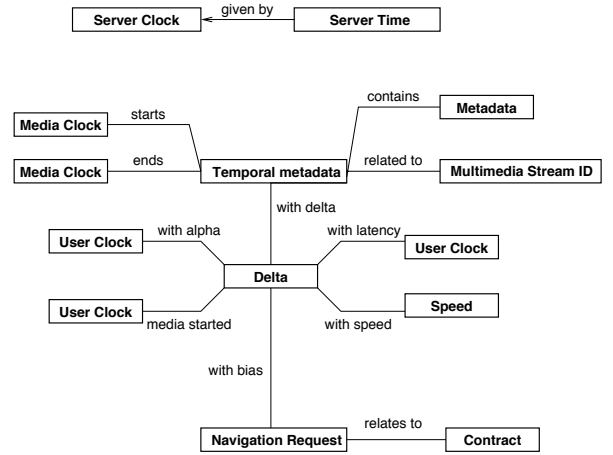 given by
Server Clock
Server Time
contains
Metadata
starts
Media Clock
ends
related to
Media Clock
Temporal metadata
Multimedia Stream ID
with delta
with alpha
with latency
User Clock
User Clock
Delta
User Clock
Speed
media started
with speed
with bias
relates to
Navigation Request
Contract